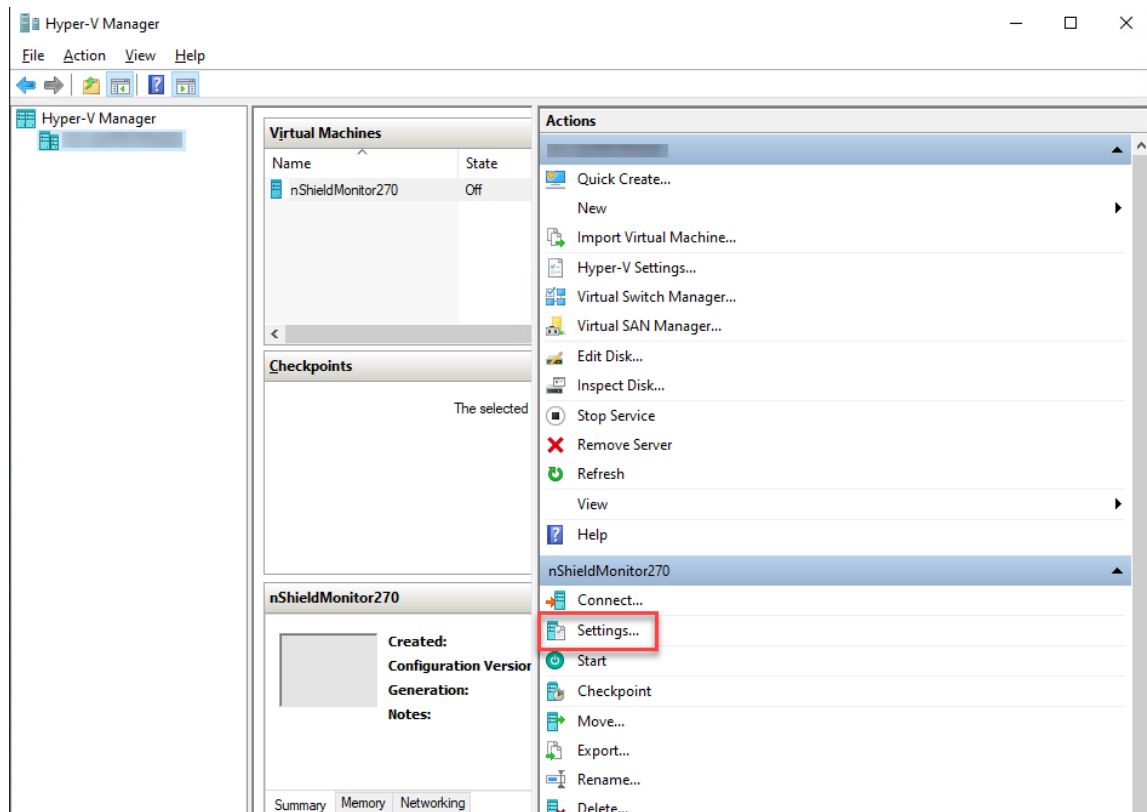 Hyper-V Manager
File Action View Help
Hyper-V Manager
Virtual Machines
Name State
nShieldMonitor270 Off
Checkpoints
The selected
nShieldMonitor270
Created:
Configuration Version
Generation:
Notes:
Summary Memory Networking
Actions
Quick Create...
New
Import Virtual Machine...
Hyper-V Settings...
Virtual Switch Manager...
Virtual SAN Manager...
Edit Disk...
Inspect Disk...
Stop Service
Remove Server
Refresh
View
Help
nShieldMonitor270
Connect...
Settings...
Start
Checkpoint
Move...
Export...
Rename...
Delete...